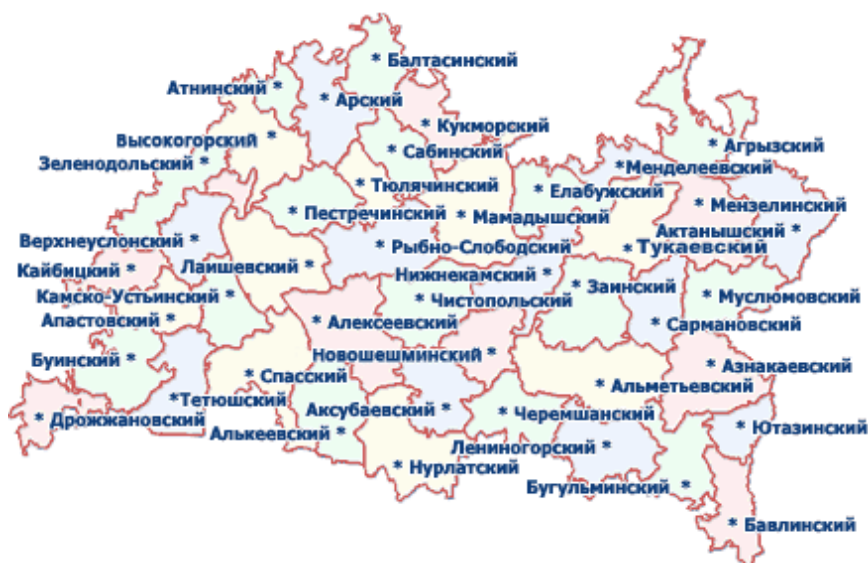 * Балтасинский
Атнинский *
* Арский
* Кукморский
Высокогорский *
* Агрызский
* Сабинский
Зеленодольский *
* Менделеевский
* Тюлячинский
* Елабужский
* Мензелинский
* Пестречинский
* Мамадышский
Актанышский *
Верхнеуслонский *
* Рыбно-Слободский
* Тукаевский
Кайбицкий *
Лаишевский *
Нижнекамский *
* Заинский
Камско-Устьинский *
* Чистопольский
* Муслюмовский
Апастовский *
* Алексеевский
* Сармановский
Буинский *
Новошешминский *
* Азнакаевский
* Спасский
* Альметьевский
* Тетюшский
Аксубаевский *
* Черемшанский
* Дрожжановский
* Ютазинский
Алькеевский *
Лениногорский *
* Нурлатский
Бугульминский *
* Бавлинский